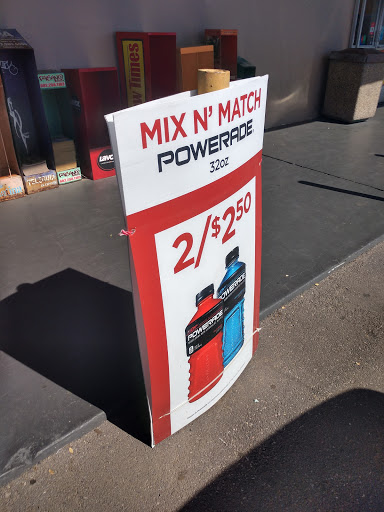 MIX N' MATCH
POWERADE
32oz
2/$2.50
POWERADE
POWERADE
Times